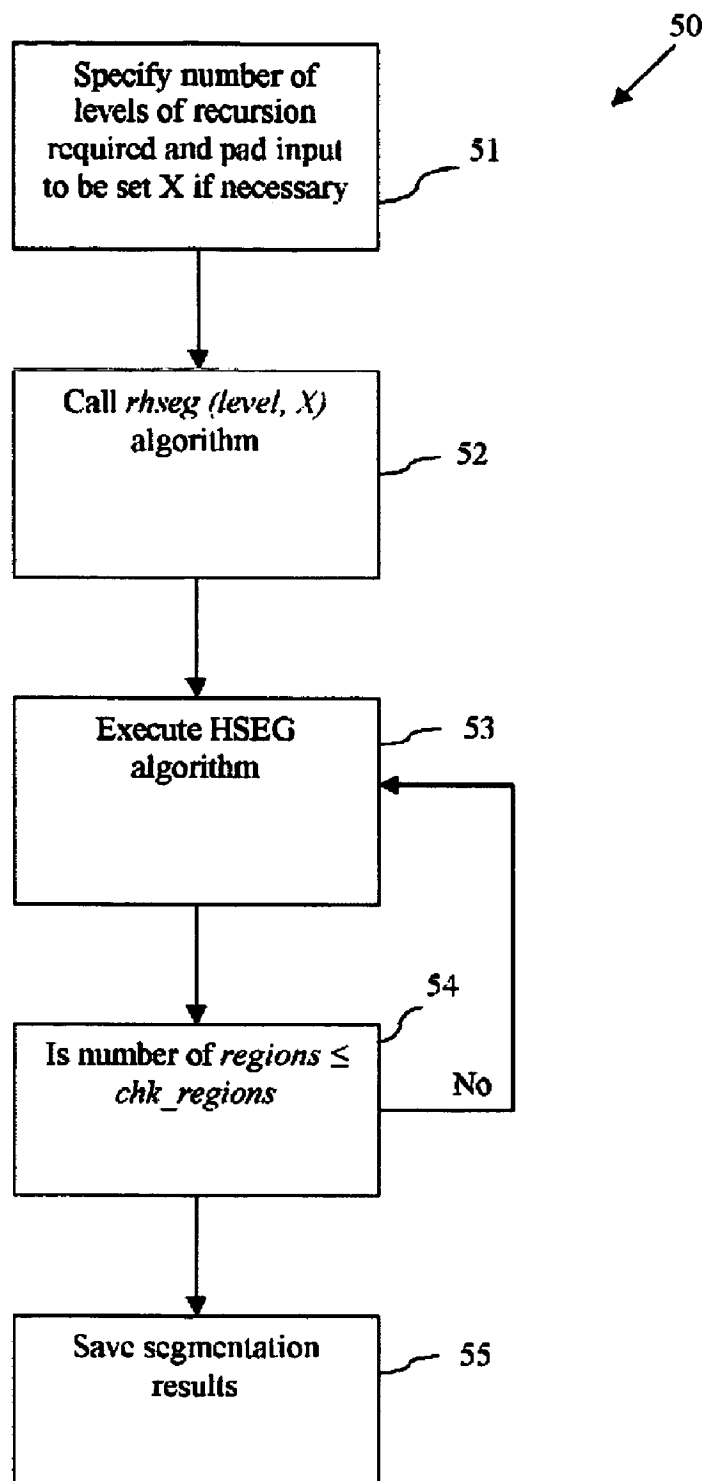 50
Specify number of
levels of recursion
required and pad input
to be set X if necessary
51
Call rhseg (level, X)
algorithm
52
Execute HSEG
algorithm
53
54
Is number of regions ≤
chk_regions
No
Save segmentation
results
55